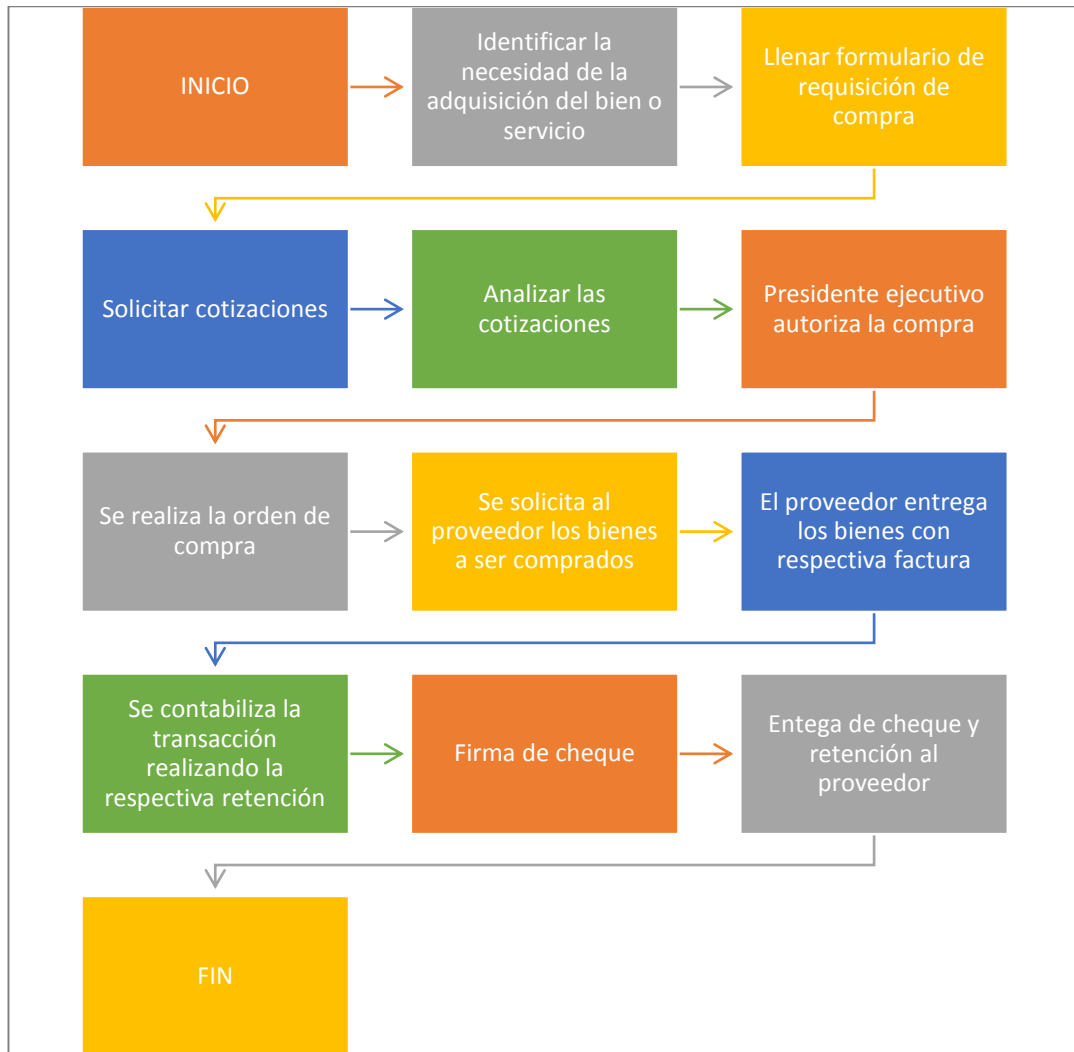 INICIO
Identificar la
necesidad de la
adquisición del bien o
servicio
Llenar formulario de
requisición de
compra
Solicitar cotizaciones
Analizar las
cotizaciones
Presidente ejecutivo
autoriza la compra
Se realiza la orden de
compra
Se solicita al
proveedor los bienes
a ser comprados
El proveedor entrega
los bienes con
respectiva factura
Se contabiliza la
transacción
realizando la
respectiva retención
Firma de cheque
Entega de cheque y
retención al
proveedor
FIN